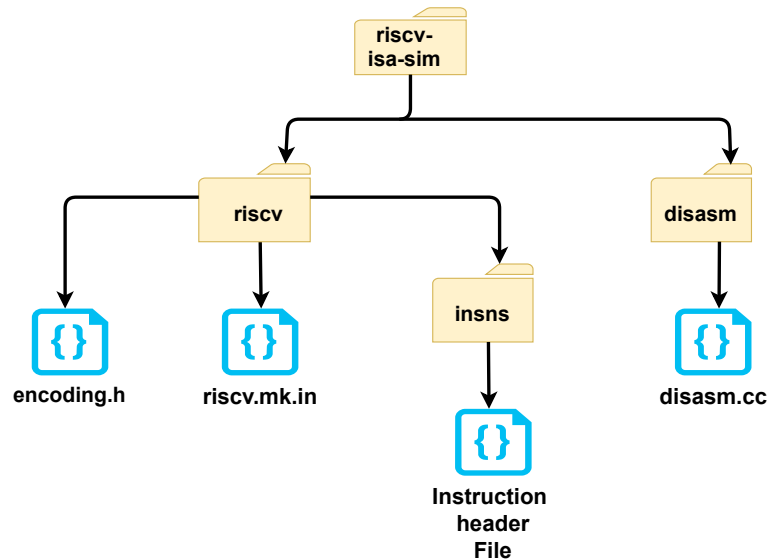 riscv-
isa-sim
riscv
disasm
insns
{}
{}
{}
encoding.h
riscv.mk.in
disasm.cc
{}
Instruction
header
File